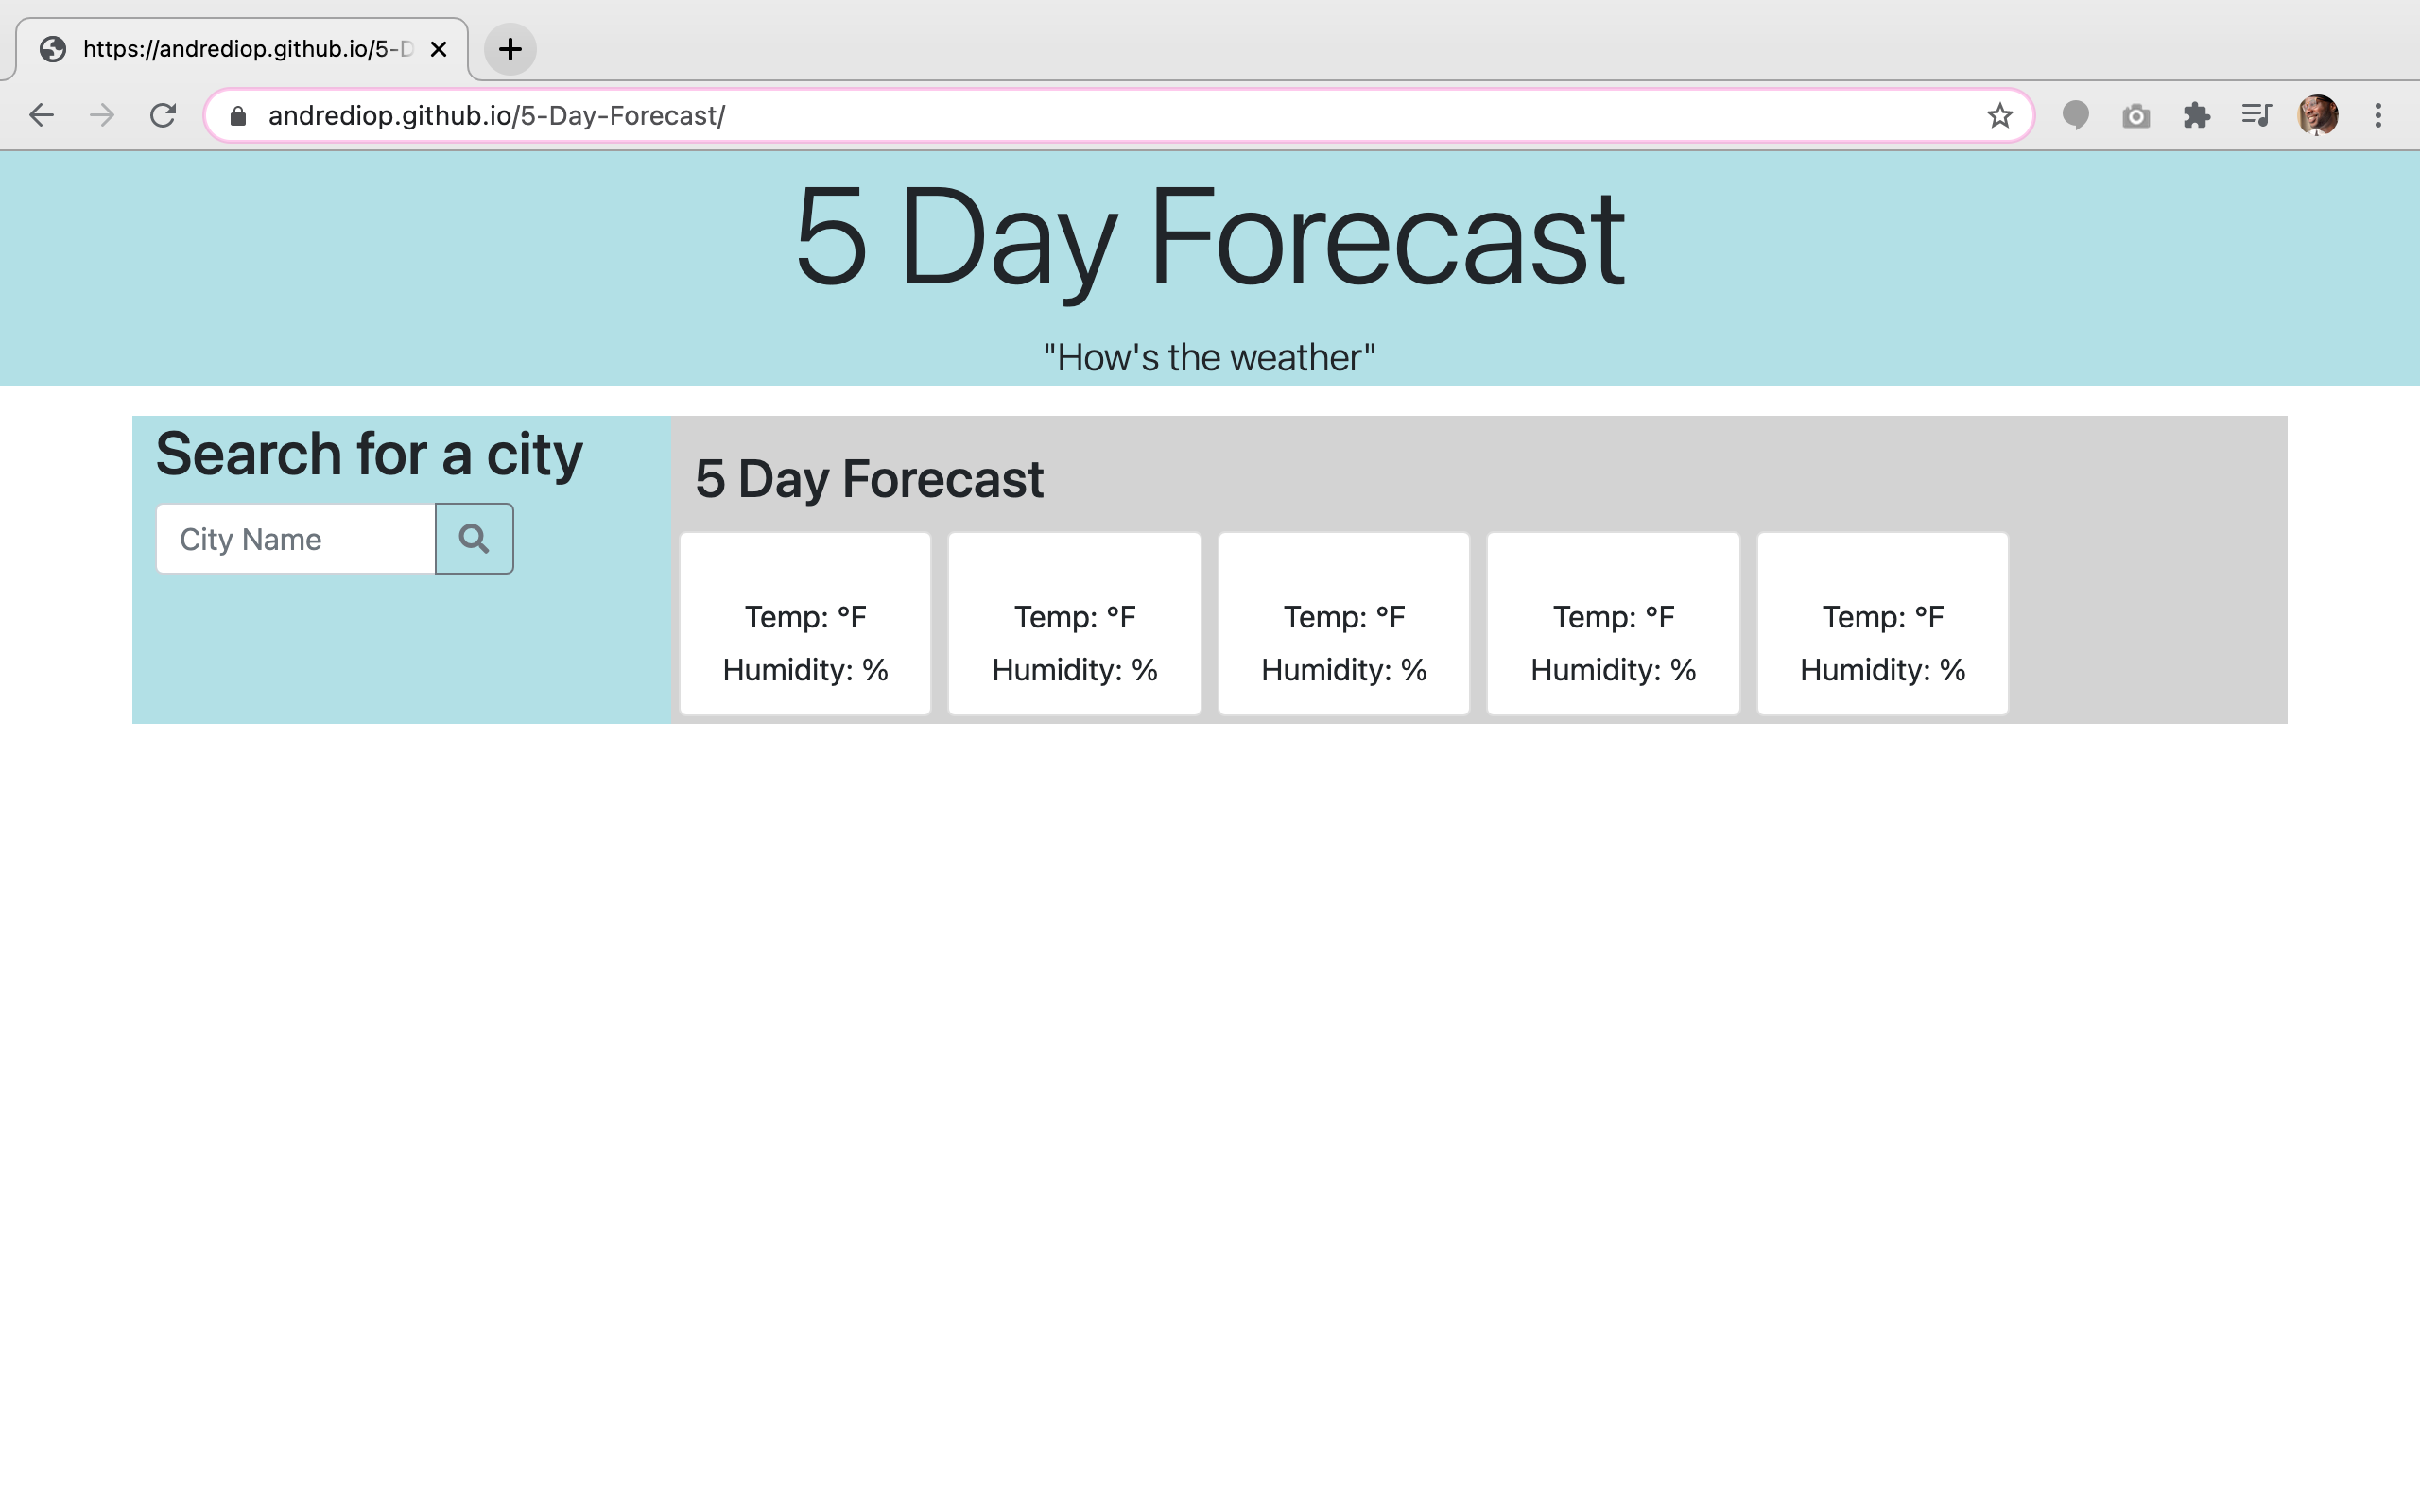 https://andrediop.github.io/5-D
andrediop.github.io/5-Day-Forecast/
5 Day Forecast
"How's the weather"
Search for a city
City Name
5 Day Forecast
Temp: °F
Humidity: %
Temp: °F
Humidity: %
Temp: °F
Humidity: %
Temp: °F
Humidity: %
Temp: °F
Humidity: %